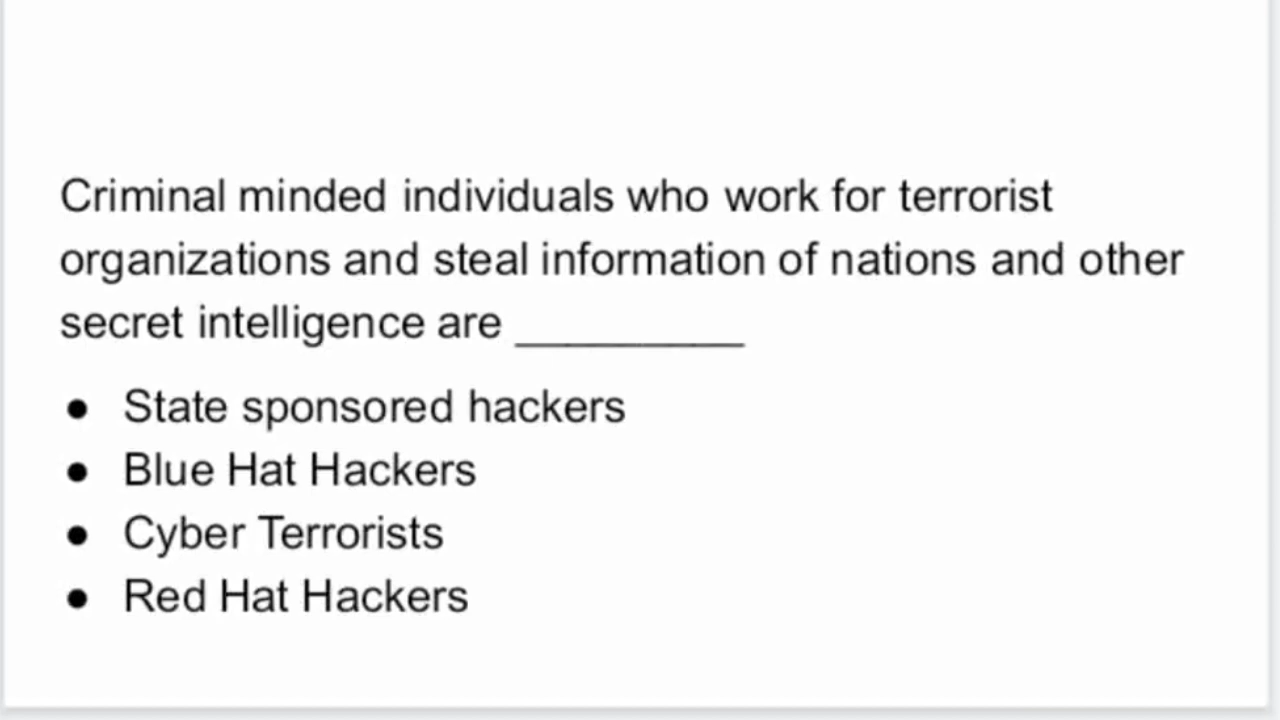 Criminal minded individuals who work for terrorist
organizations and steal information of nations and other
secret intelligence are __________
● State sponsored hackers
● Blue Hat Hackers
● Cyber Terrorists
● Red Hat Hackers